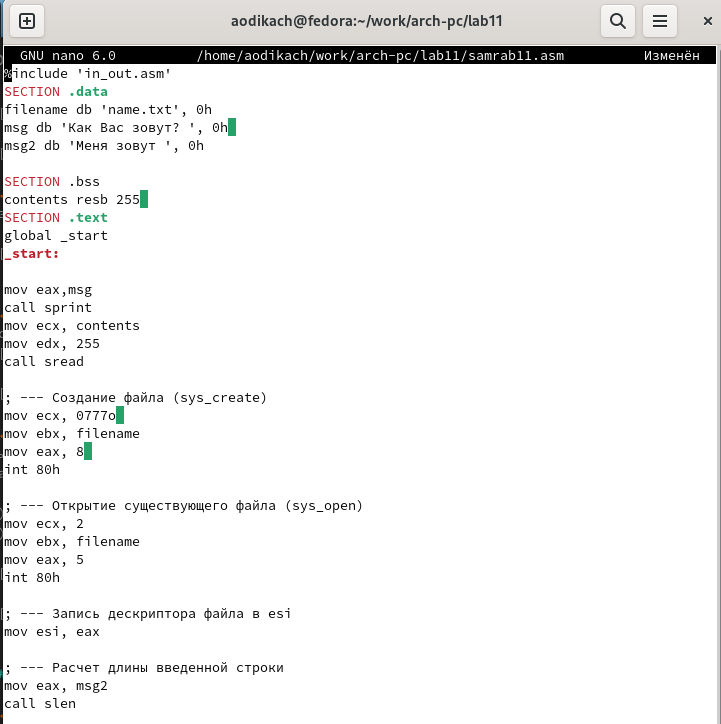 aodikach@fedora:~/work/arch-pc/lab11
GNU nano 6.0 /home/aodikach/work/arch-pc/lab11/samrab11.asm Изменён
%include 'in_out.asm'
SECTION .data
filename db 'name.txt', 0h
msg db 'Как Вас зовут? ', 0h
msg2 db 'Меня зовут ', 0h
SECTION .bss
contents resb 255
SECTION .text
global _start
_start:
mov eax,msg
call sprint
mov ecx, contents
mov edx, 255
call sread
; --- Создание файла (sys_create)
mov ecx, 0777o
mov ebx, filename
mov eax, 8
int 80h
; --- Открытие существующего файла (sys_open)
mov ecx, 2
mov ebx, filename
mov eax, 5
int 80h
; --- Запись дескриптора файла в esi
mov esi, eax
; --- Расчет длины введенной строки
mov eax, msg2
call slen